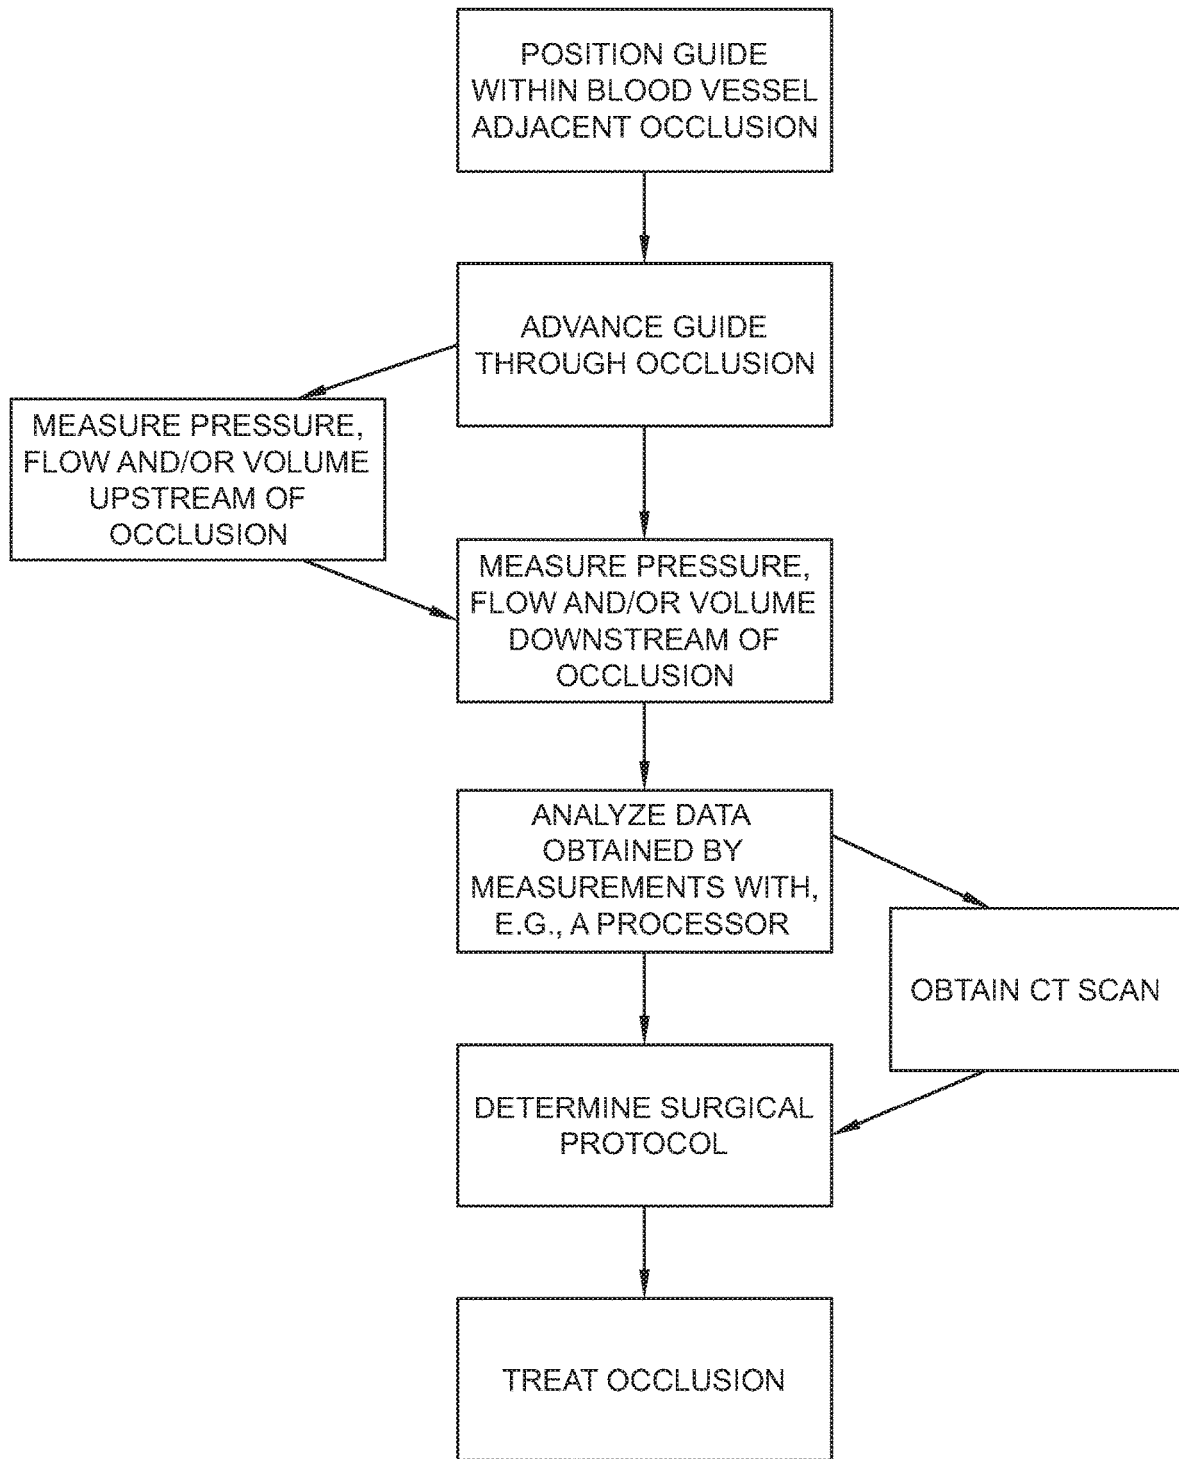 POSITION GUIDE
WITHIN BLOOD VESSEL
ADJACENT OCCLUSION
ADVANCE GUIDE
THROUGH OCCLUSION
MEASURE PRESSURE,
FLOW AND/OR VOLUME
UPSTREAM OF
OCCLUSION
MEASURE PRESSURE,
FLOW AND/OR VOLUME
DOWNSTREAM OF
OCCLUSION
ANALYZE DATA
OBTAINED BY
MEASUREMENTS WITH,
E.G., A PROCESSOR
OBTAIN CT SCAN
DETERMINE SURGICAL
PROTOCOL
TREAT OCCLUSION